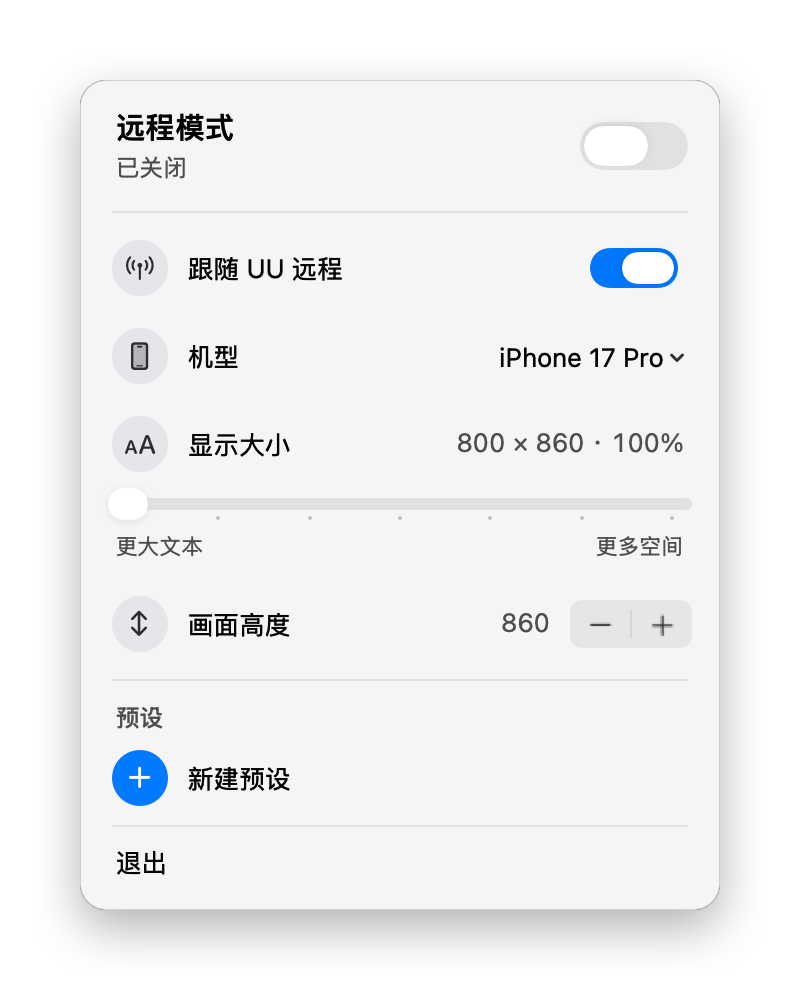 远程模式
已关闭
跟随 UU 远程
机型
iPhone 17 Pro
AA 显示大小
800 × 860 · 100%
更大文本
更多空间
画面高度
860
预设
新建预设
退出